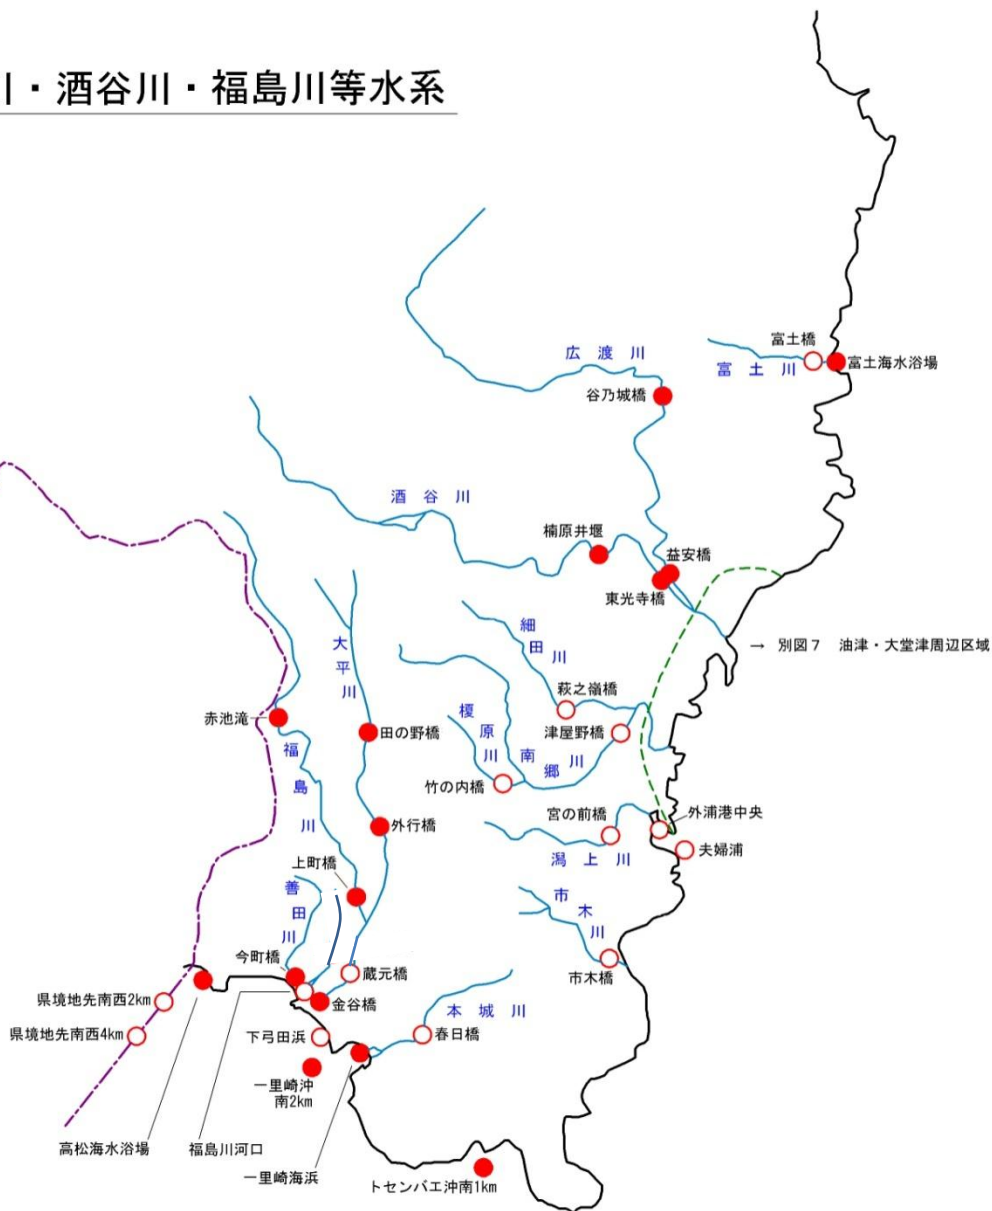 川・酒谷川・福島川等水系
富土橋
富土川
富土海水浴場
広渡川
谷乃城橋
酒谷川
楠原井堰
益安橋
東光寺橋
→ 別図7 油津・大堂津周辺区域
細田川
萩之嶺橋
津屋野橋
榎原川
南郷川
竹の内橋
大平川
田の野橋
赤池滝
福島川
外行橋
上町橋
善田川
宮の前橋
外浦港中央
夫婦浦
潟上川
市木川
市木橋
今町橋
蔵元橋
金谷橋
県境地先南西2km
県境地先南西4km
本城川
春日橋
下弓田浜
一里崎沖
南2km
高松海水浴場
福島川河口
一里崎海浜
トセンバエ沖南1km